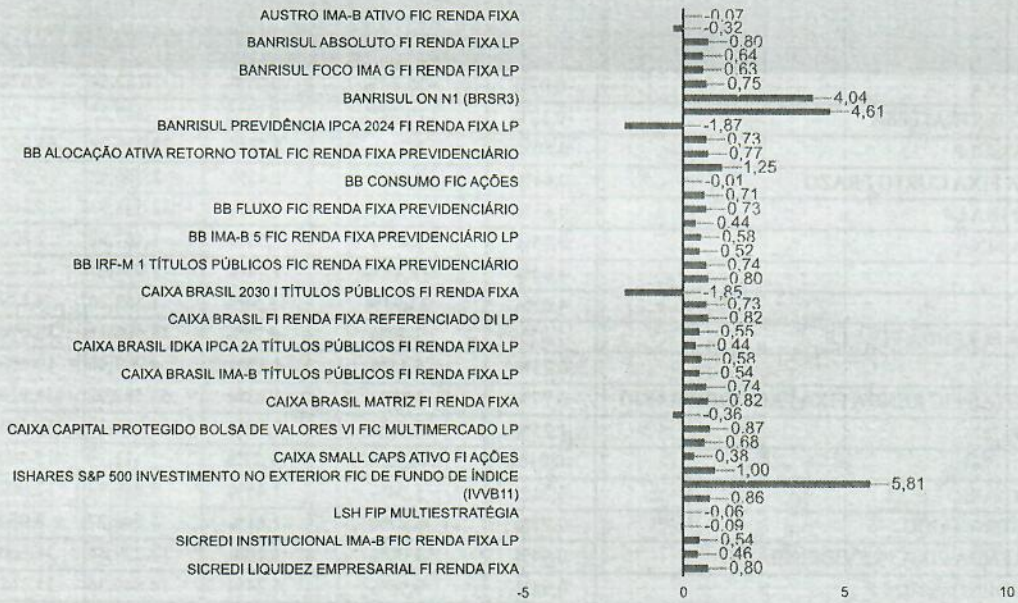 AUSTRO IMA-B ATIVO FIC RENDA FIXA -0,07
-0,32
BANRISUL ABSOLUTO FI RENDA FIXA LP 0,80
0,64
BANRISUL FOCO IMA G FI RENDA FIXA LP 0,63
0,75
BANRISUL ON N1 (BRSR3) 4,04
4,61
BANRISUL PREVIDÊNCIA IPCA 2024 FI RENDA FIXA LP -1,87
0,73
BB ALOCAÇÃO ATIVA RETORNO TOTAL FIC RENDA FIXA PREVIDENCIÁRIO 0,77
1,25
BB CONSUMO FIC AÇÕES -0,01
0,71
BB FLUXO FIC RENDA FIXA PREVIDENCIÁRIO 0,73
0,44
BB IMA-B 5 FIC RENDA FIXA PREVIDENCIÁRIO LP 0,58
0,52
BB IRF-M 1 TÍTULOS PÚBLICOS FIC RENDA FIXA PREVIDENCIÁRIO 0,74
0,80
CAIXA BRASIL 2030 I TÍTULOS PÚBLICOS FI RENDA FIXA -1,85
0,73
CAIXA BRASIL FI RENDA FIXA REFERENCIADO DI LP 0,82
0,55
CAIXA BRASIL IDKA IPCA 2A TÍTULOS PÚBLICOS FI RENDA FIXA LP 0,44
0,58
CAIXA BRASIL IMA-B TÍTULOS PÚBLICOS FI RENDA FIXA LP 0,54
0,74
CAIXA BRASIL MATRIZ FI RENDA FIXA 0,82
-0,36
CAIXA CAPITAL PROTEGIDO BOLSA DE VALORES VI FIC MULTIMERCADO LP 0,87
0,68
CAIXA SMALL CAPS ATIVO FI AÇÕES 0,38
1,00
ISHARES S&P 500 INVESTIMENTO NO EXTERIOR FIC DE FUNDO DE ÍNDICE
(IVVB11) 5,81
0,86
LSH FIP MULTIESTRATÉGIA -0,06
-0,09
SICREDI INSTITUCIONAL IMA-B FIC RENDA FIXA LP 0,54
0,46
SICREDI LIQUIDEZ EMPRESARIAL FI RENDA FIXA 0,80
-5 0 5 10